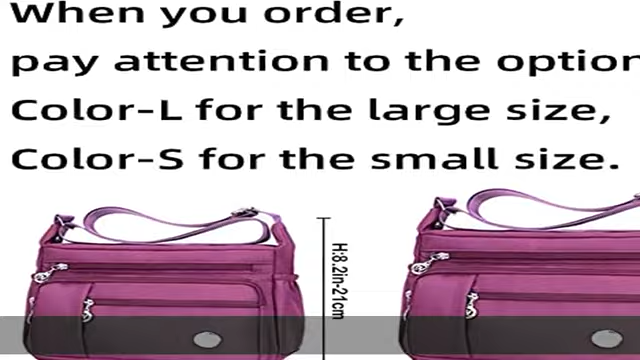 When you order,
pay attention to the option
Color-L for the large size,
Color-S for the small size.
H:8.2in-21cm